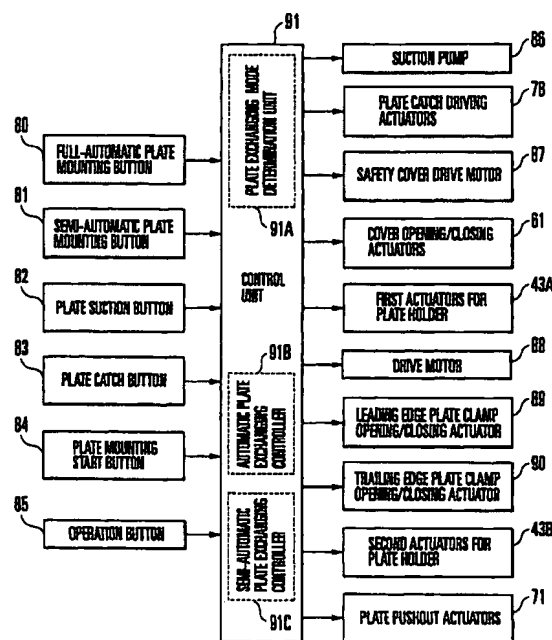 91
86
SUCTION PUMP
PLATE EXCHANGING MODE
DETERMINATION UNIT
78
PLATE CATCH DRIVING
ACTUATORS
80
FULL-AUTOMATIC PLATE
MOUNTING BUTTON
87
SAFETY COVER DRIVE MOTOR
81
SEMI-AUTOMATIC PLATE
MOUNTING BUTTON
91A
61
COVER OPENING/CLOSING
ACTUATORS
CONTROL
UNIT
82
PLATE SUCTION BUTTON
43A
FIRST ACTUATORS FOR
PLATE HOLDER
83
PLATE CATCH BUTTON
91B
AUTOMATIC PLATE
EXCHANGING CONTROLLER
88
DRIVE MOTOR
89
LEADING EDGE PLATE CLAMP
OPENING/CLOSING ACTUATOR
84
PLATE MOUNTING
START BUTTON
90
TRAILING EDGE PLATE CLAMP
OPENING/CLOSING ACTUATOR
85
OPERATION BUTTON
SEMI-AUTOMATIC
PLATE EXCHANGING
CONTROLLER
43B
SECOND ACTUATORS FOR
PLATE HOLDER
91C
71
PLATE PUSHOUT ACTUATORS